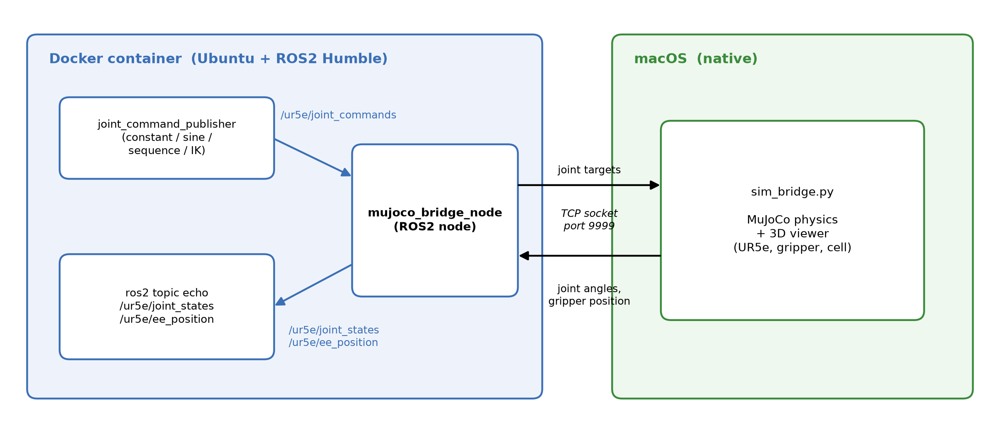 Docker container  (Ubuntu + ROS2 Humble)
joint_command_publisher
(constant / sine /
sequence / IK)
/ur5e/joint_commands
mujoco_bridge_node
(ROS2 node)
ros2 topic echo
/ur5e/joint_states
/ur5e/ee_position
/ur5e/joint_states
/ur5e/ee_position
joint targets
TCP socket
port 9999
joint angles,
gripper position
macOS  (native)
sim_bridge.py
MuJoCo physics
+ 3D viewer
(UR5e, gripper, cell)